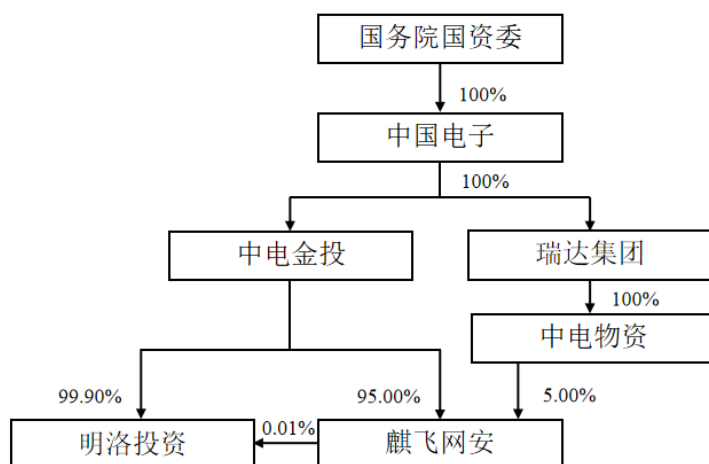 国务院国资委
100%
中国电子
100%
中电金投
瑞达集团
100%
中电物资
99.90%
95.00%
5.00%
明洛投资
0.01%
麒飞网安